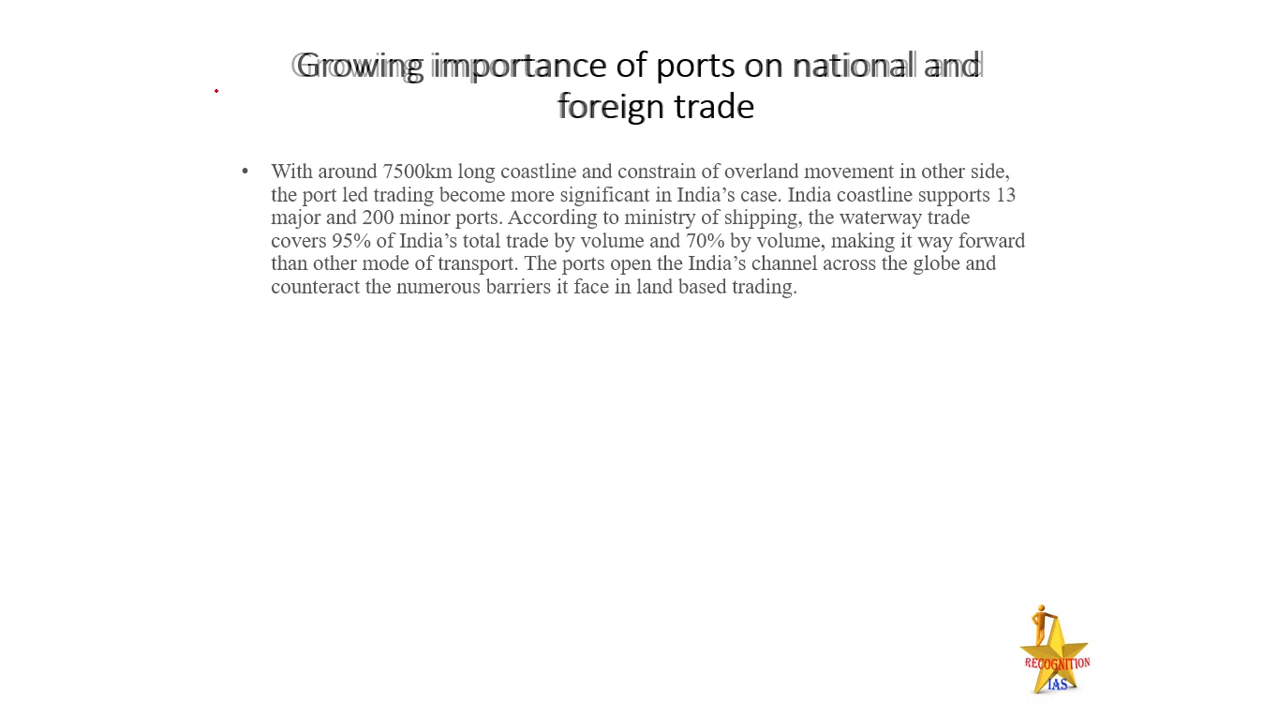 Growing importance of ports on national and
foreign trade
• With around 7500km long coastline and constrain of overland movement in other side,
the port led trading become more significant in India's case. India coastline supports 13
major and 200 minor ports. According to ministry of shipping, the waterway trade
covers 95% of India's total trade by volume and 70% by volume, making it way forward
than other mode of transport. The ports open the India's channel across the globe and
counteract the numerous barriers it face in land based trading.
RECOGNITION
IAS